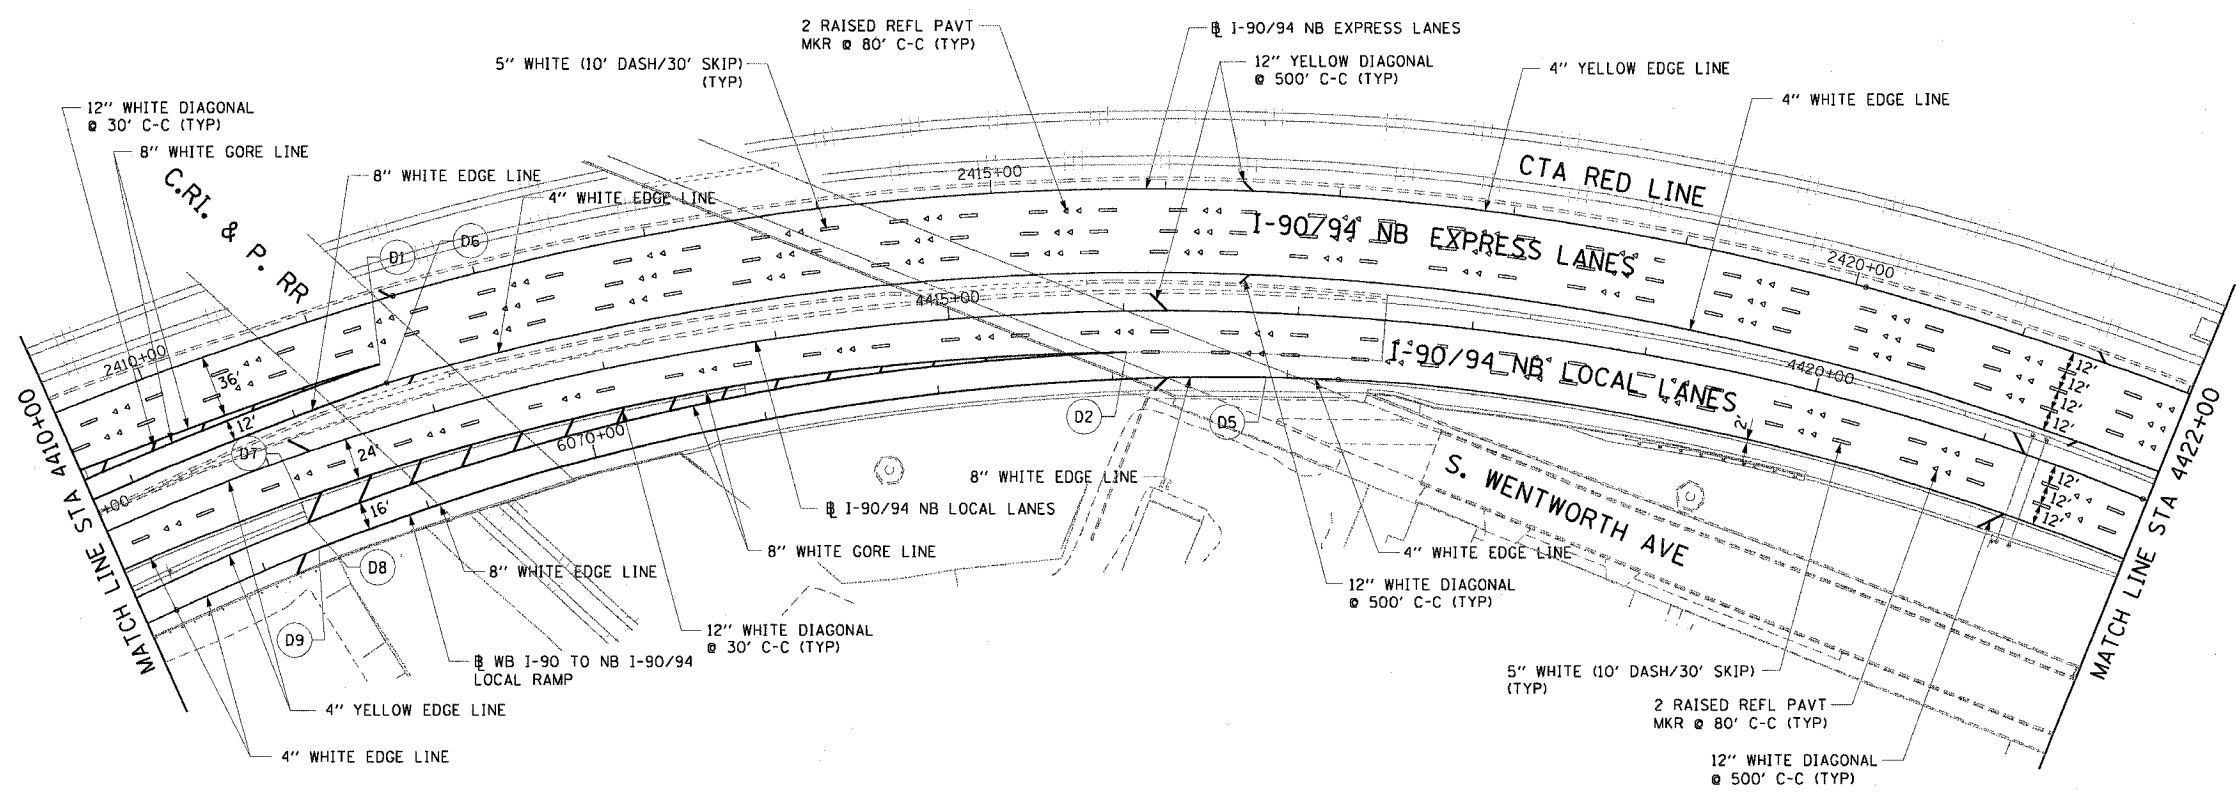 2 RAISED REFL PAVT
MKR @ 80' C-C (TYP)
℄ I-90/94 NB EXPRESS LANES
5" WHITE (10' DASH/30' SKIP)
(TYP)
12" YELLOW DIAGONAL
@ 500' C-C (TYP)
4" YELLOW EDGE LINE
4" WHITE EDGE LINE
12" WHITE DIAGONAL
@ 30' C-C (TYP)
8" WHITE GORE LINE
8" WHITE EDGE LINE
4" WHITE EDGE LINE
C.RI. & P. RR
CTA RED LINE
2415+00
I-90/94 NB EXPRESS LANES
2420+00
D1
D6
2410+00
4415+00
36'
12'
I-90/94 NB LOCAL LANES
4420+00
12'
12'
12'
12'
MATCH LINE STA 4410+00
+00
D7
24'
16'
6070+00
D2
D5
2'
12'
12'
12'
MATCH LINE STA 4422+00
8" WHITE EDGE LINE
S. WENTWORTH AVE
℄ I-90/94 NB LOCAL LANES
8" WHITE GORE LINE
4" WHITE EDGE LINE
D8
8" WHITE EDGE LINE
12" WHITE DIAGONAL
@ 500' C-C (TYP)
D9
12" WHITE DIAGONAL
@ 30' C-C (TYP)
℄ WB I-90 TO NB I-90/94
LOCAL RAMP
5" WHITE (10' DASH/30' SKIP)
(TYP)
4" YELLOW EDGE LINE
2 RAISED REFL PAVT
MKR @ 80' C-C (TYP)
4" WHITE EDGE LINE
12" WHITE DIAGONAL
@ 500' C-C (TYP)